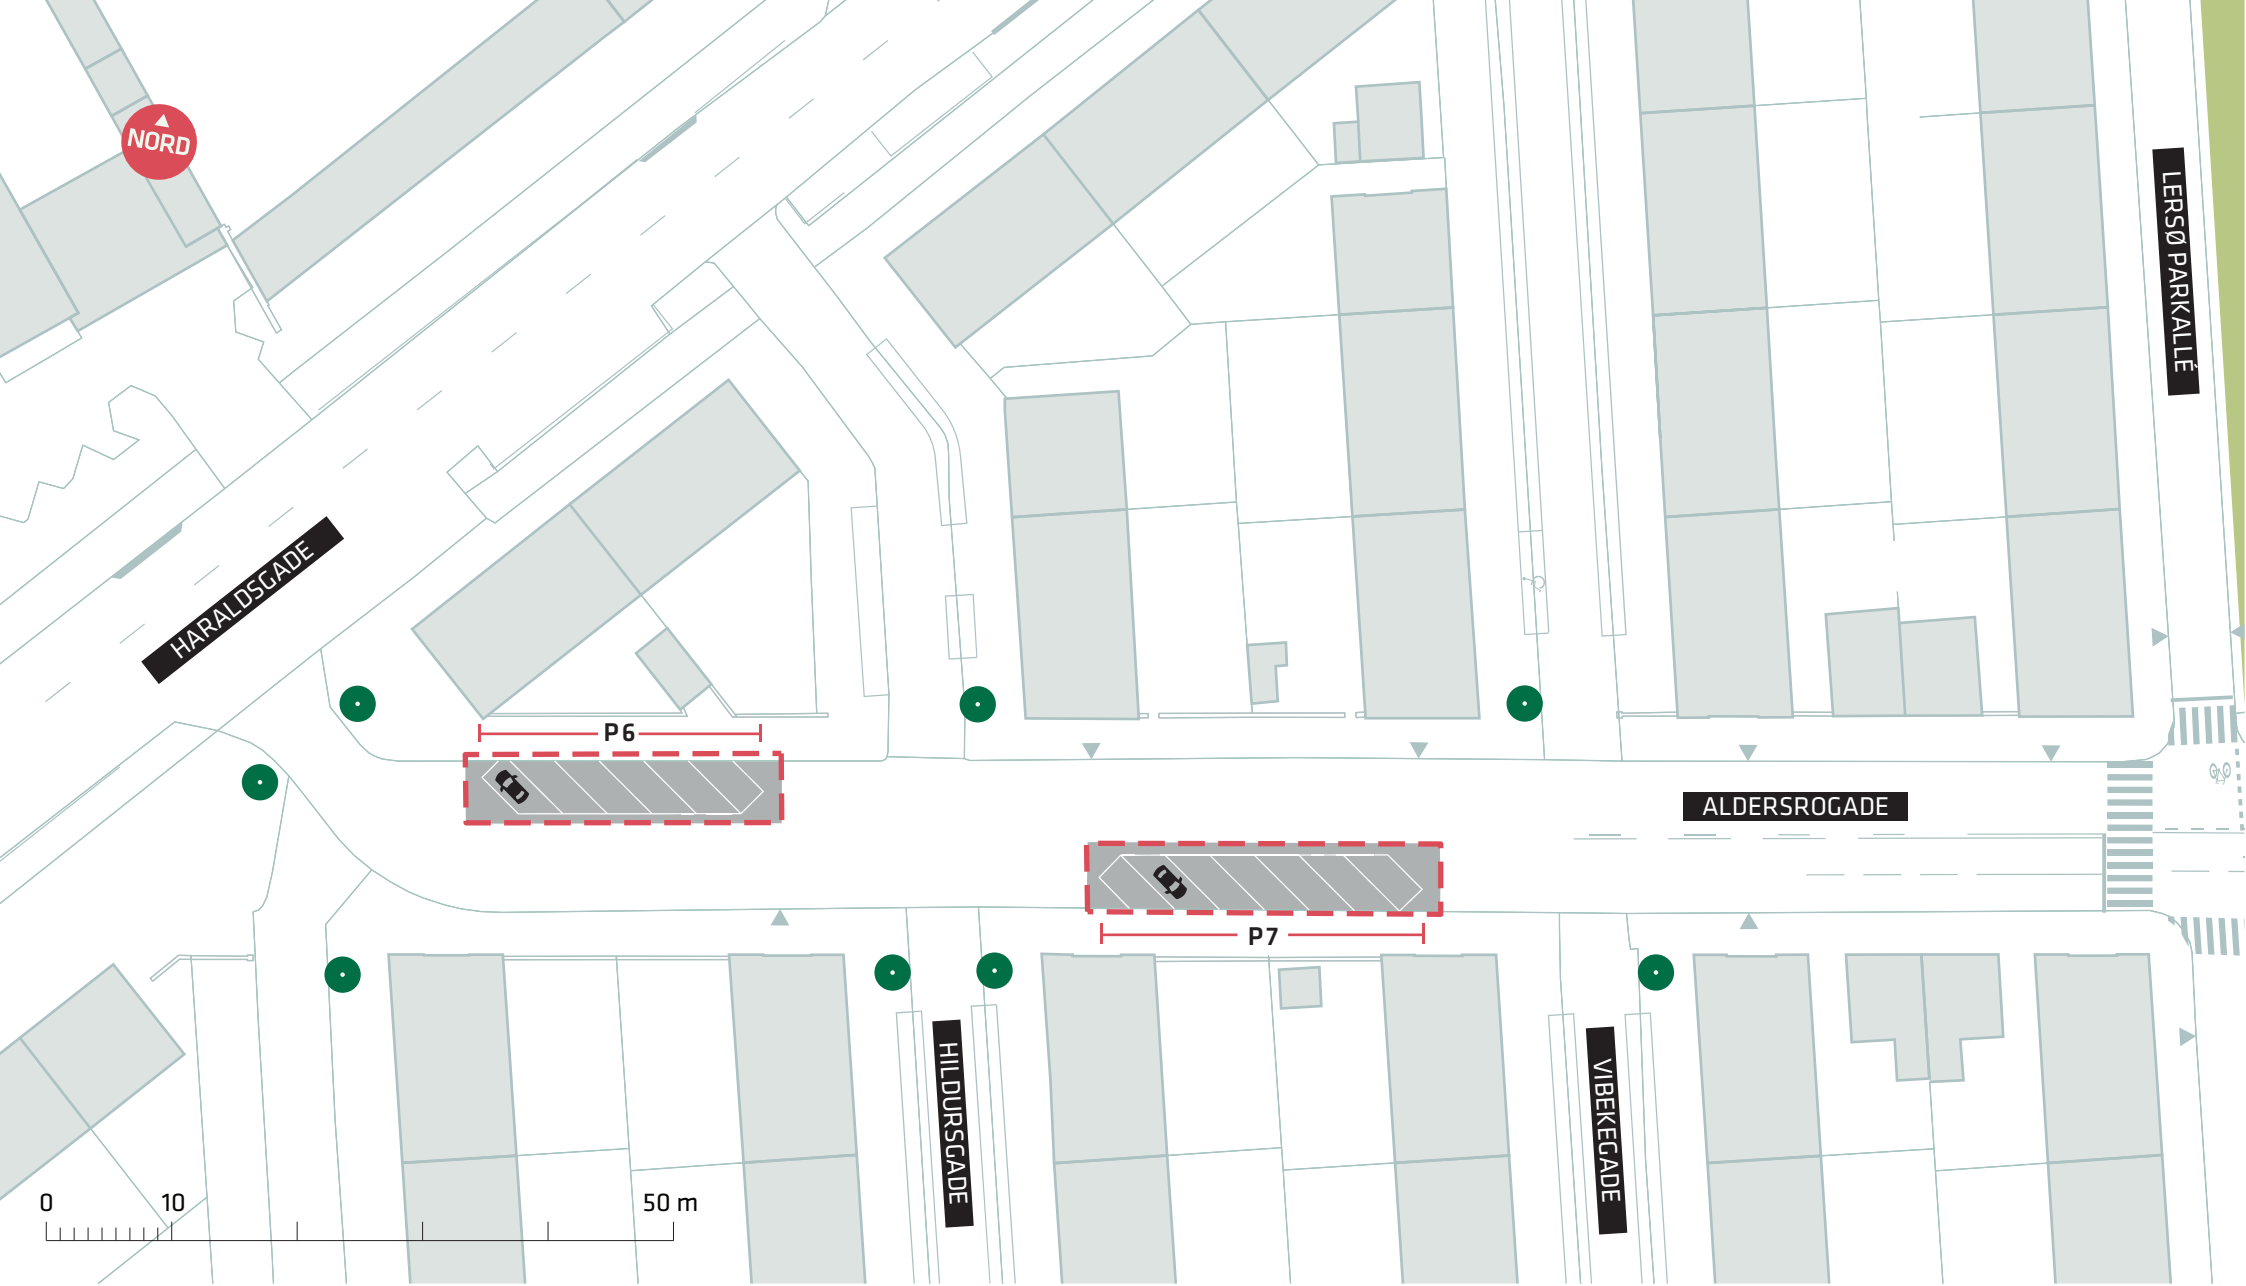 NORD
LERSØ PARKALLÉ
HARALDSGADE
P6
ALDERSROGADE
P7
HILDURSGADE
VIBEKEGADE
0 10 50 m